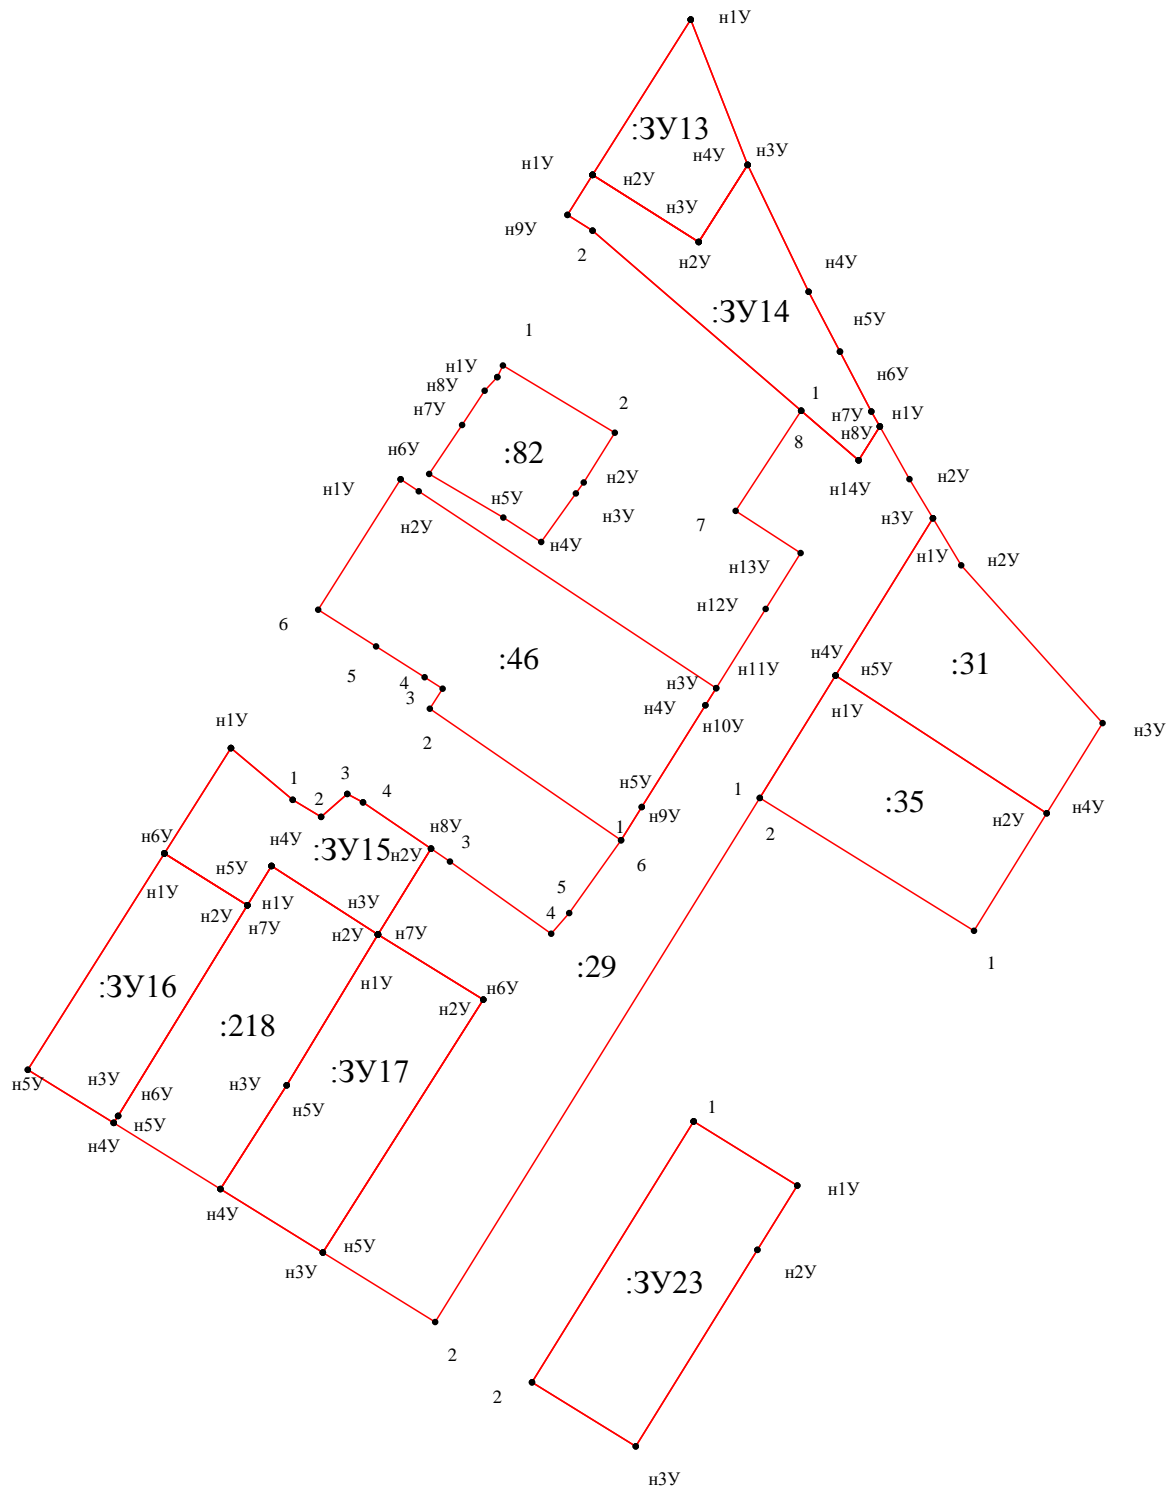 н1У
:ЗУ13
н4У
н3У
н1У
н2У
н3У
н9У
2
н2У
н4У
:ЗУ14
н5У
1
н1У
н8У
н6У
н7У
2
1
н7У
н1У
н8У
8
н6У
:82
н2У
н14У
н2У
н1У
н2У
н5У
н3У
7
н3У
н4У
н13У
н1У
н2У
н12У
6
:46
н4У
н5У
:31
5
4
3
н3У
н11У
н4У
н10У
н1У
2
н1У
н3У
1
2
3
4
н5У
н9У
1
2
:35
н2У
н4У
н6У
н4У
:ЗУ15
н8У
н2У
3
1
6
н1У
н5У
н1У
н3У
н2У
н7У
н2У
н7У
5
4
1
н1У
:29
:ЗУ16
н6У
н2У
:218
:ЗУ17
н5У
н3У
н6У
н3У
н5У
н5У
н4У
1
н4У
н1У
н5У
н3У
н2У
:ЗУ23
2
2
н3У